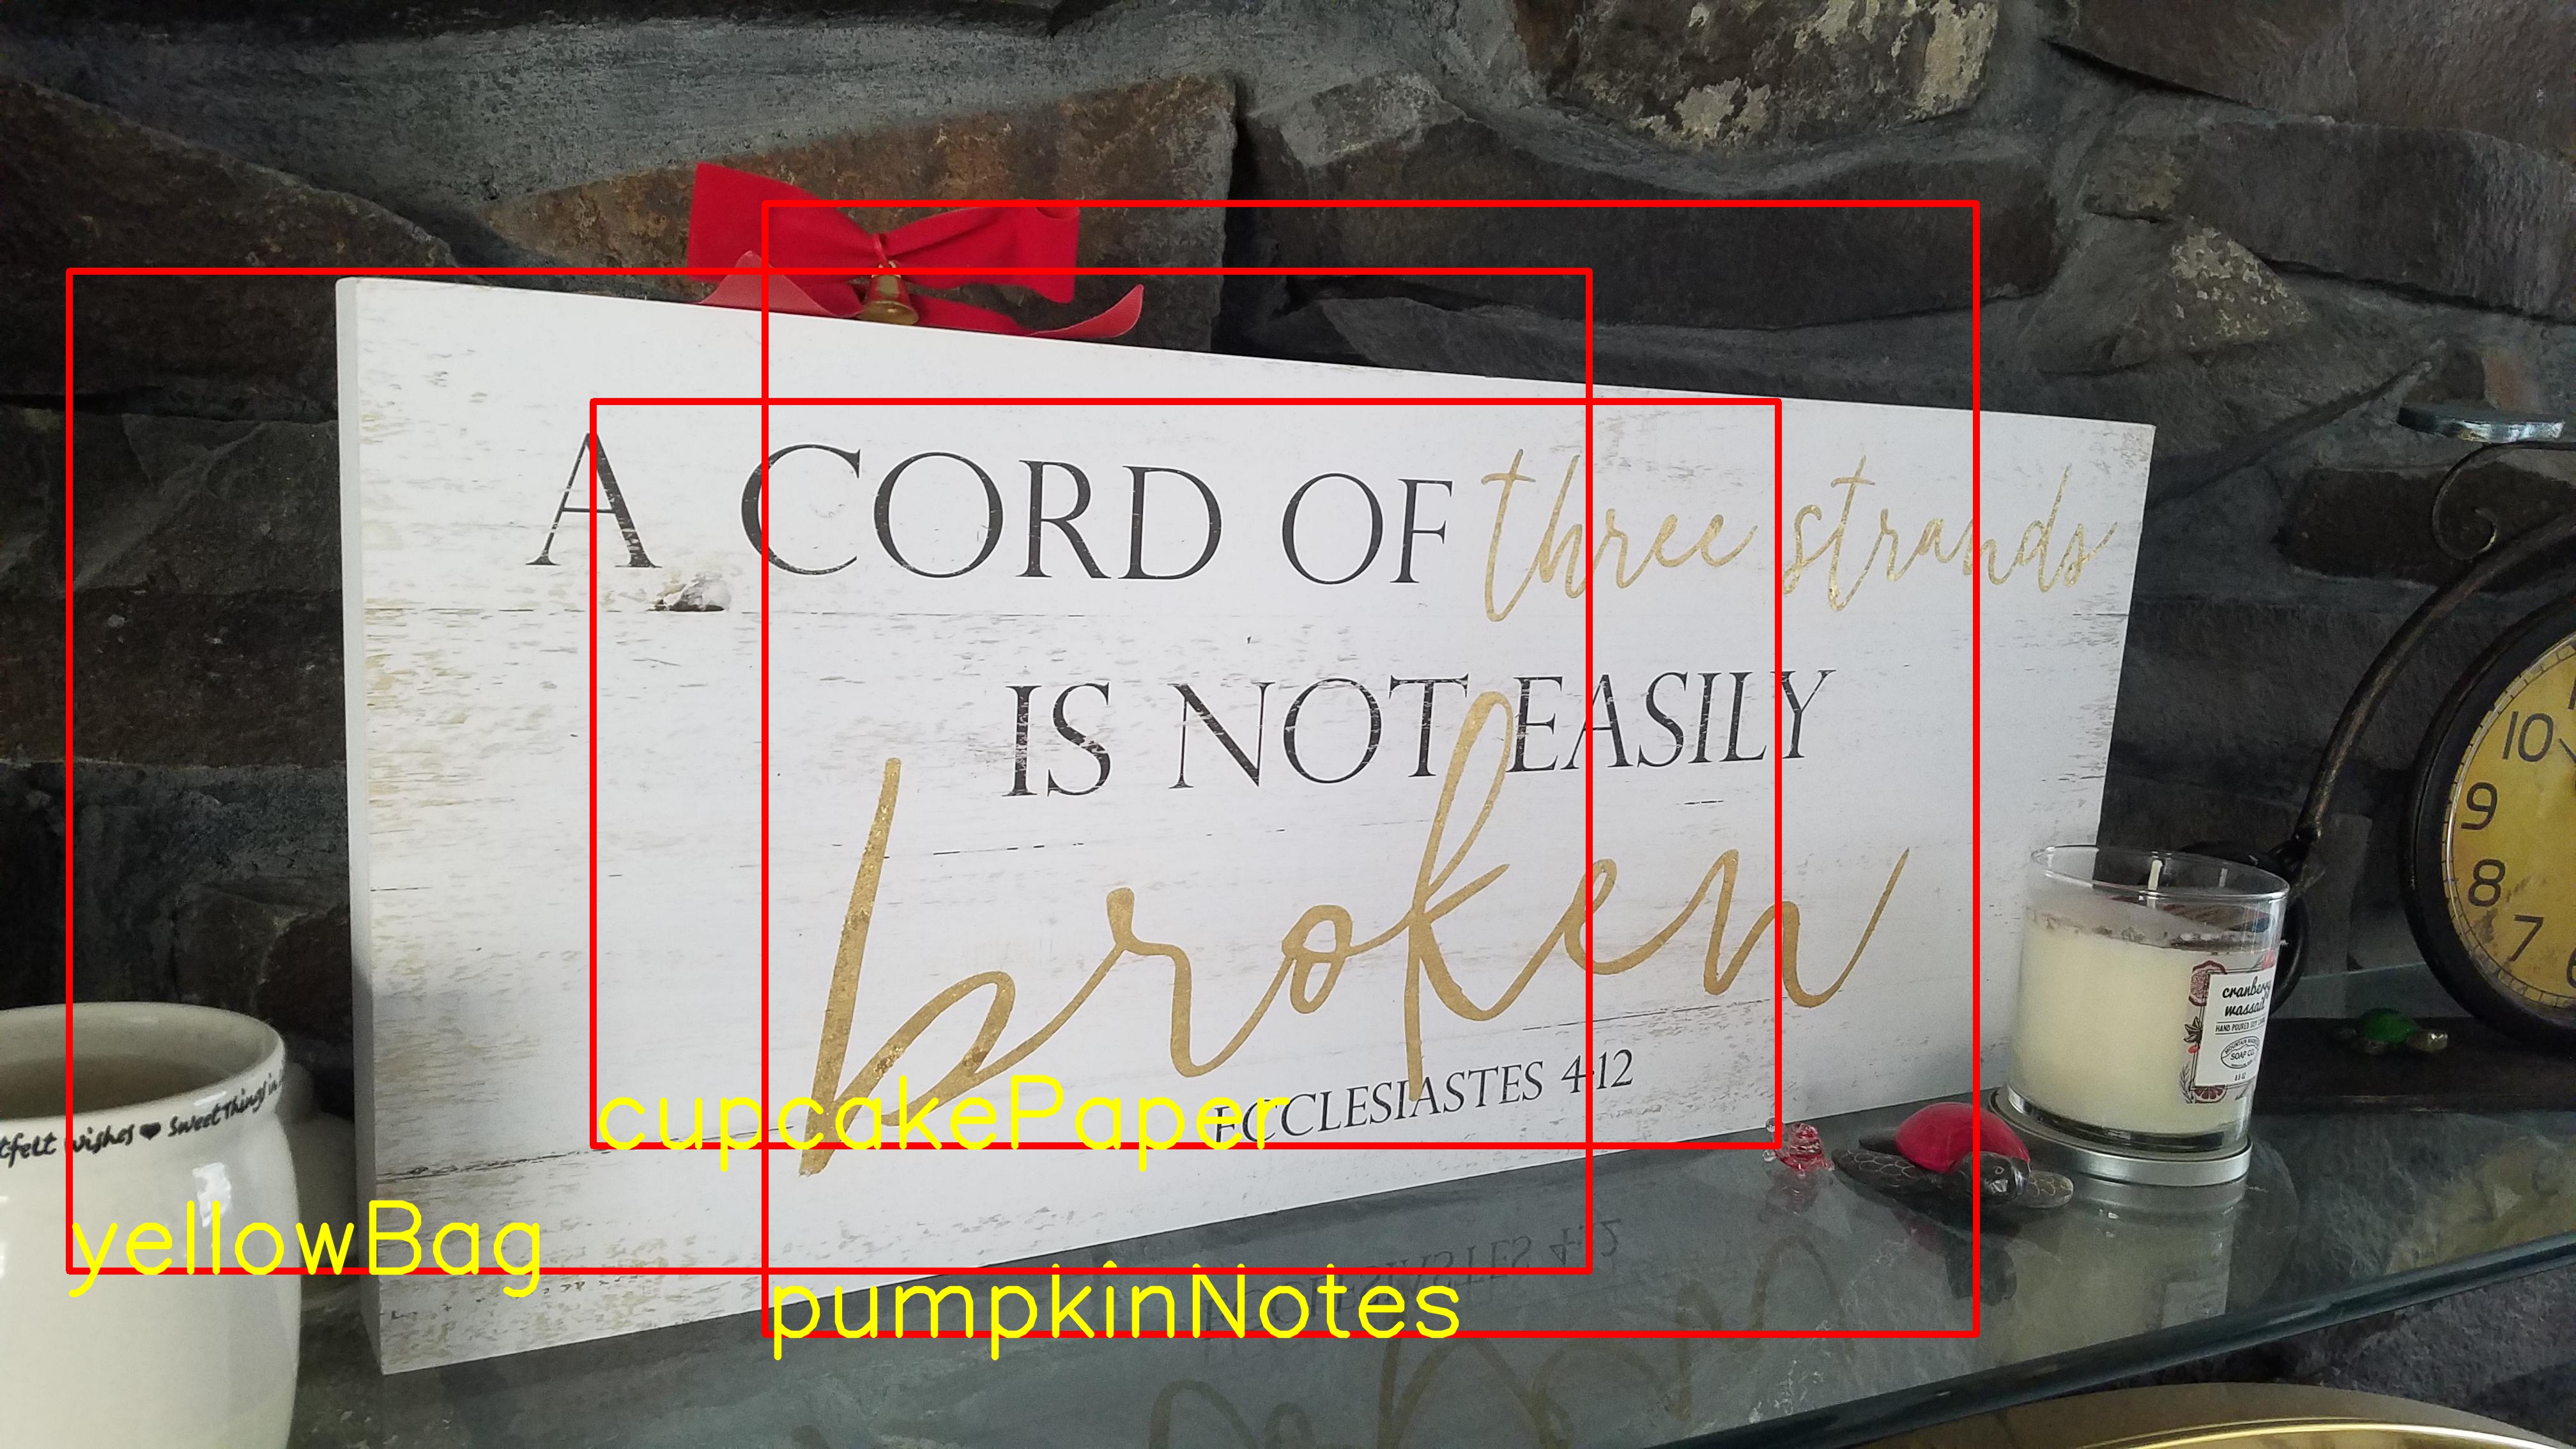 A CORD OF three strands
IS NOT EASILY
broken
ECCLESIASTES 4:12
10
9
8
7
cranberry
wassail
HAND POURED SOY CANDLE
SOAP CO.
wishes ♥ Sweet Things in
cupcakePaper
yellowBag
pumpkinNotes